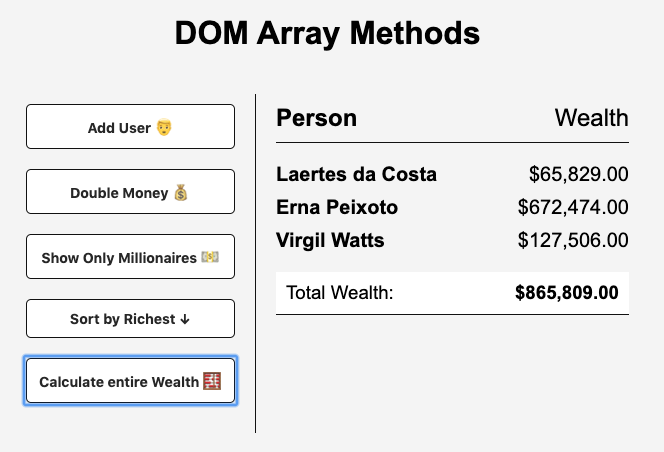 DOM Array Methods
Add User 👨
Double Money 💰
Show Only Millionaires 💵
Sort by Richest ↓
Calculate entire Wealth 🧮
Person Wealth
Laertes da Costa $65,829.00
Erna Peixoto $672,474.00
Virgil Watts $127,506.00
Total Wealth: $865,809.00